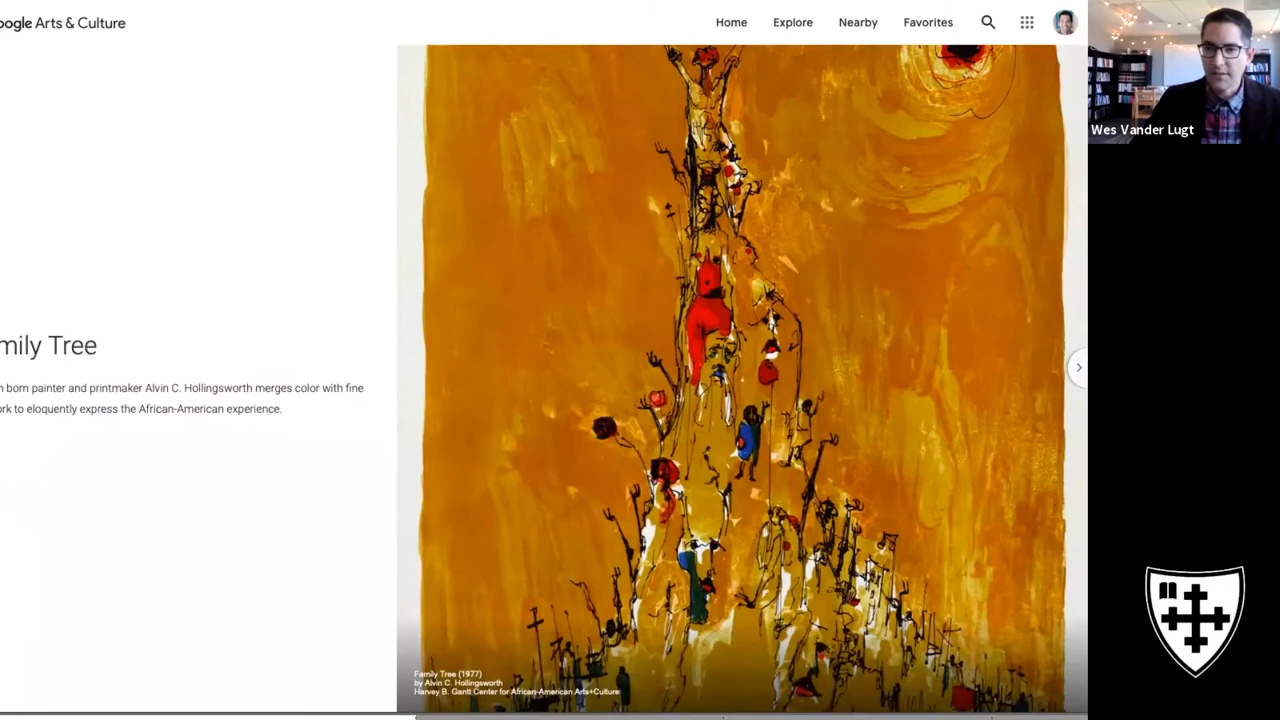 oogle Arts & Culture
Home Explore Nearby Favorites
Wes Vander Lugt
mily Tree
n born painter and printmaker Alvin C. Hollingsworth merges color with fine
ork to eloquently express the African-American experience.
Family Tree (1977)
by Alvin C. Hollingsworth
Harvey B. Gantt Center for African-American Arts+Culture